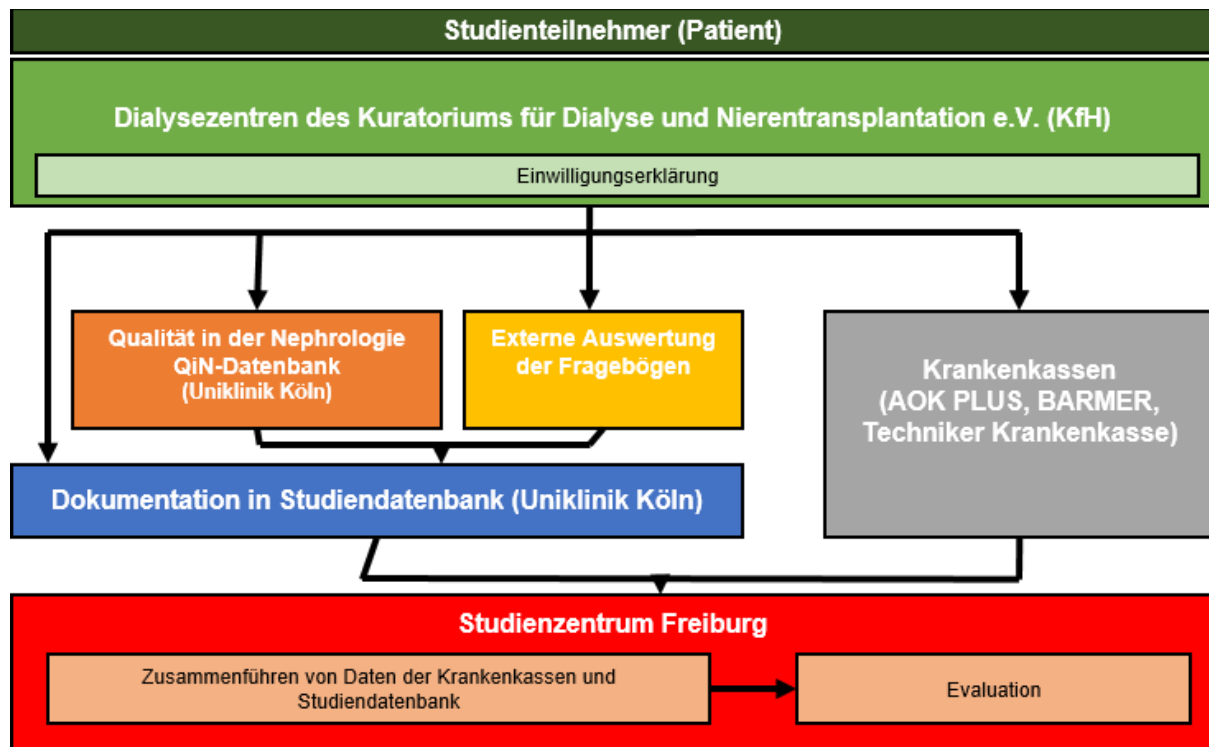 Studienteilnehmer (Patient)
Dialysezentren des Kuratoriums für Dialyse und Nierentransplantation e.V. (KfH)
Einwilligungserklärung
Qualität in der Nephrologie
QiN-Datenbank
(Uniklinik Köln)
Externe Auswertung
der Fragebögen
Krankenkassen
(AOK PLUS, BARMER,
Techniker Krankenkasse)
Dokumentation in Studiendatenbank (Uniklinik Köln)
Studienzentrum Freiburg
Zusammenführen von Daten der Krankenkassen und
Studiendatenbank
Evaluation